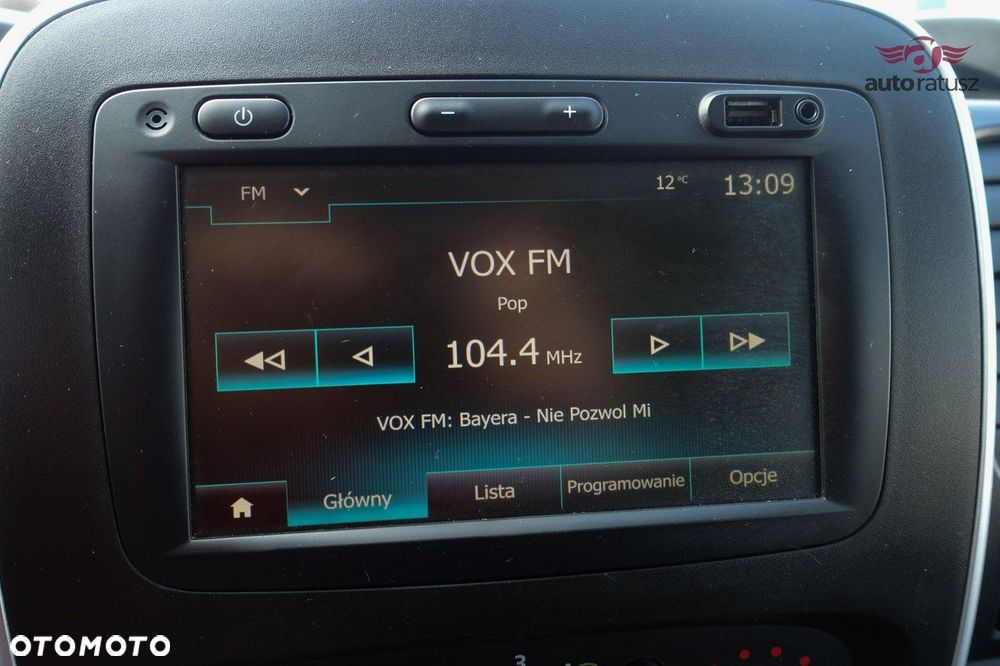 autoratusz
FM 12°C 13:09
VOX FM
Pop
104.4 MHz
VOX FM: Bayera - Nie Pozwol Mi
Główny Lista Programowanie Opcje
3
OTOMOTO